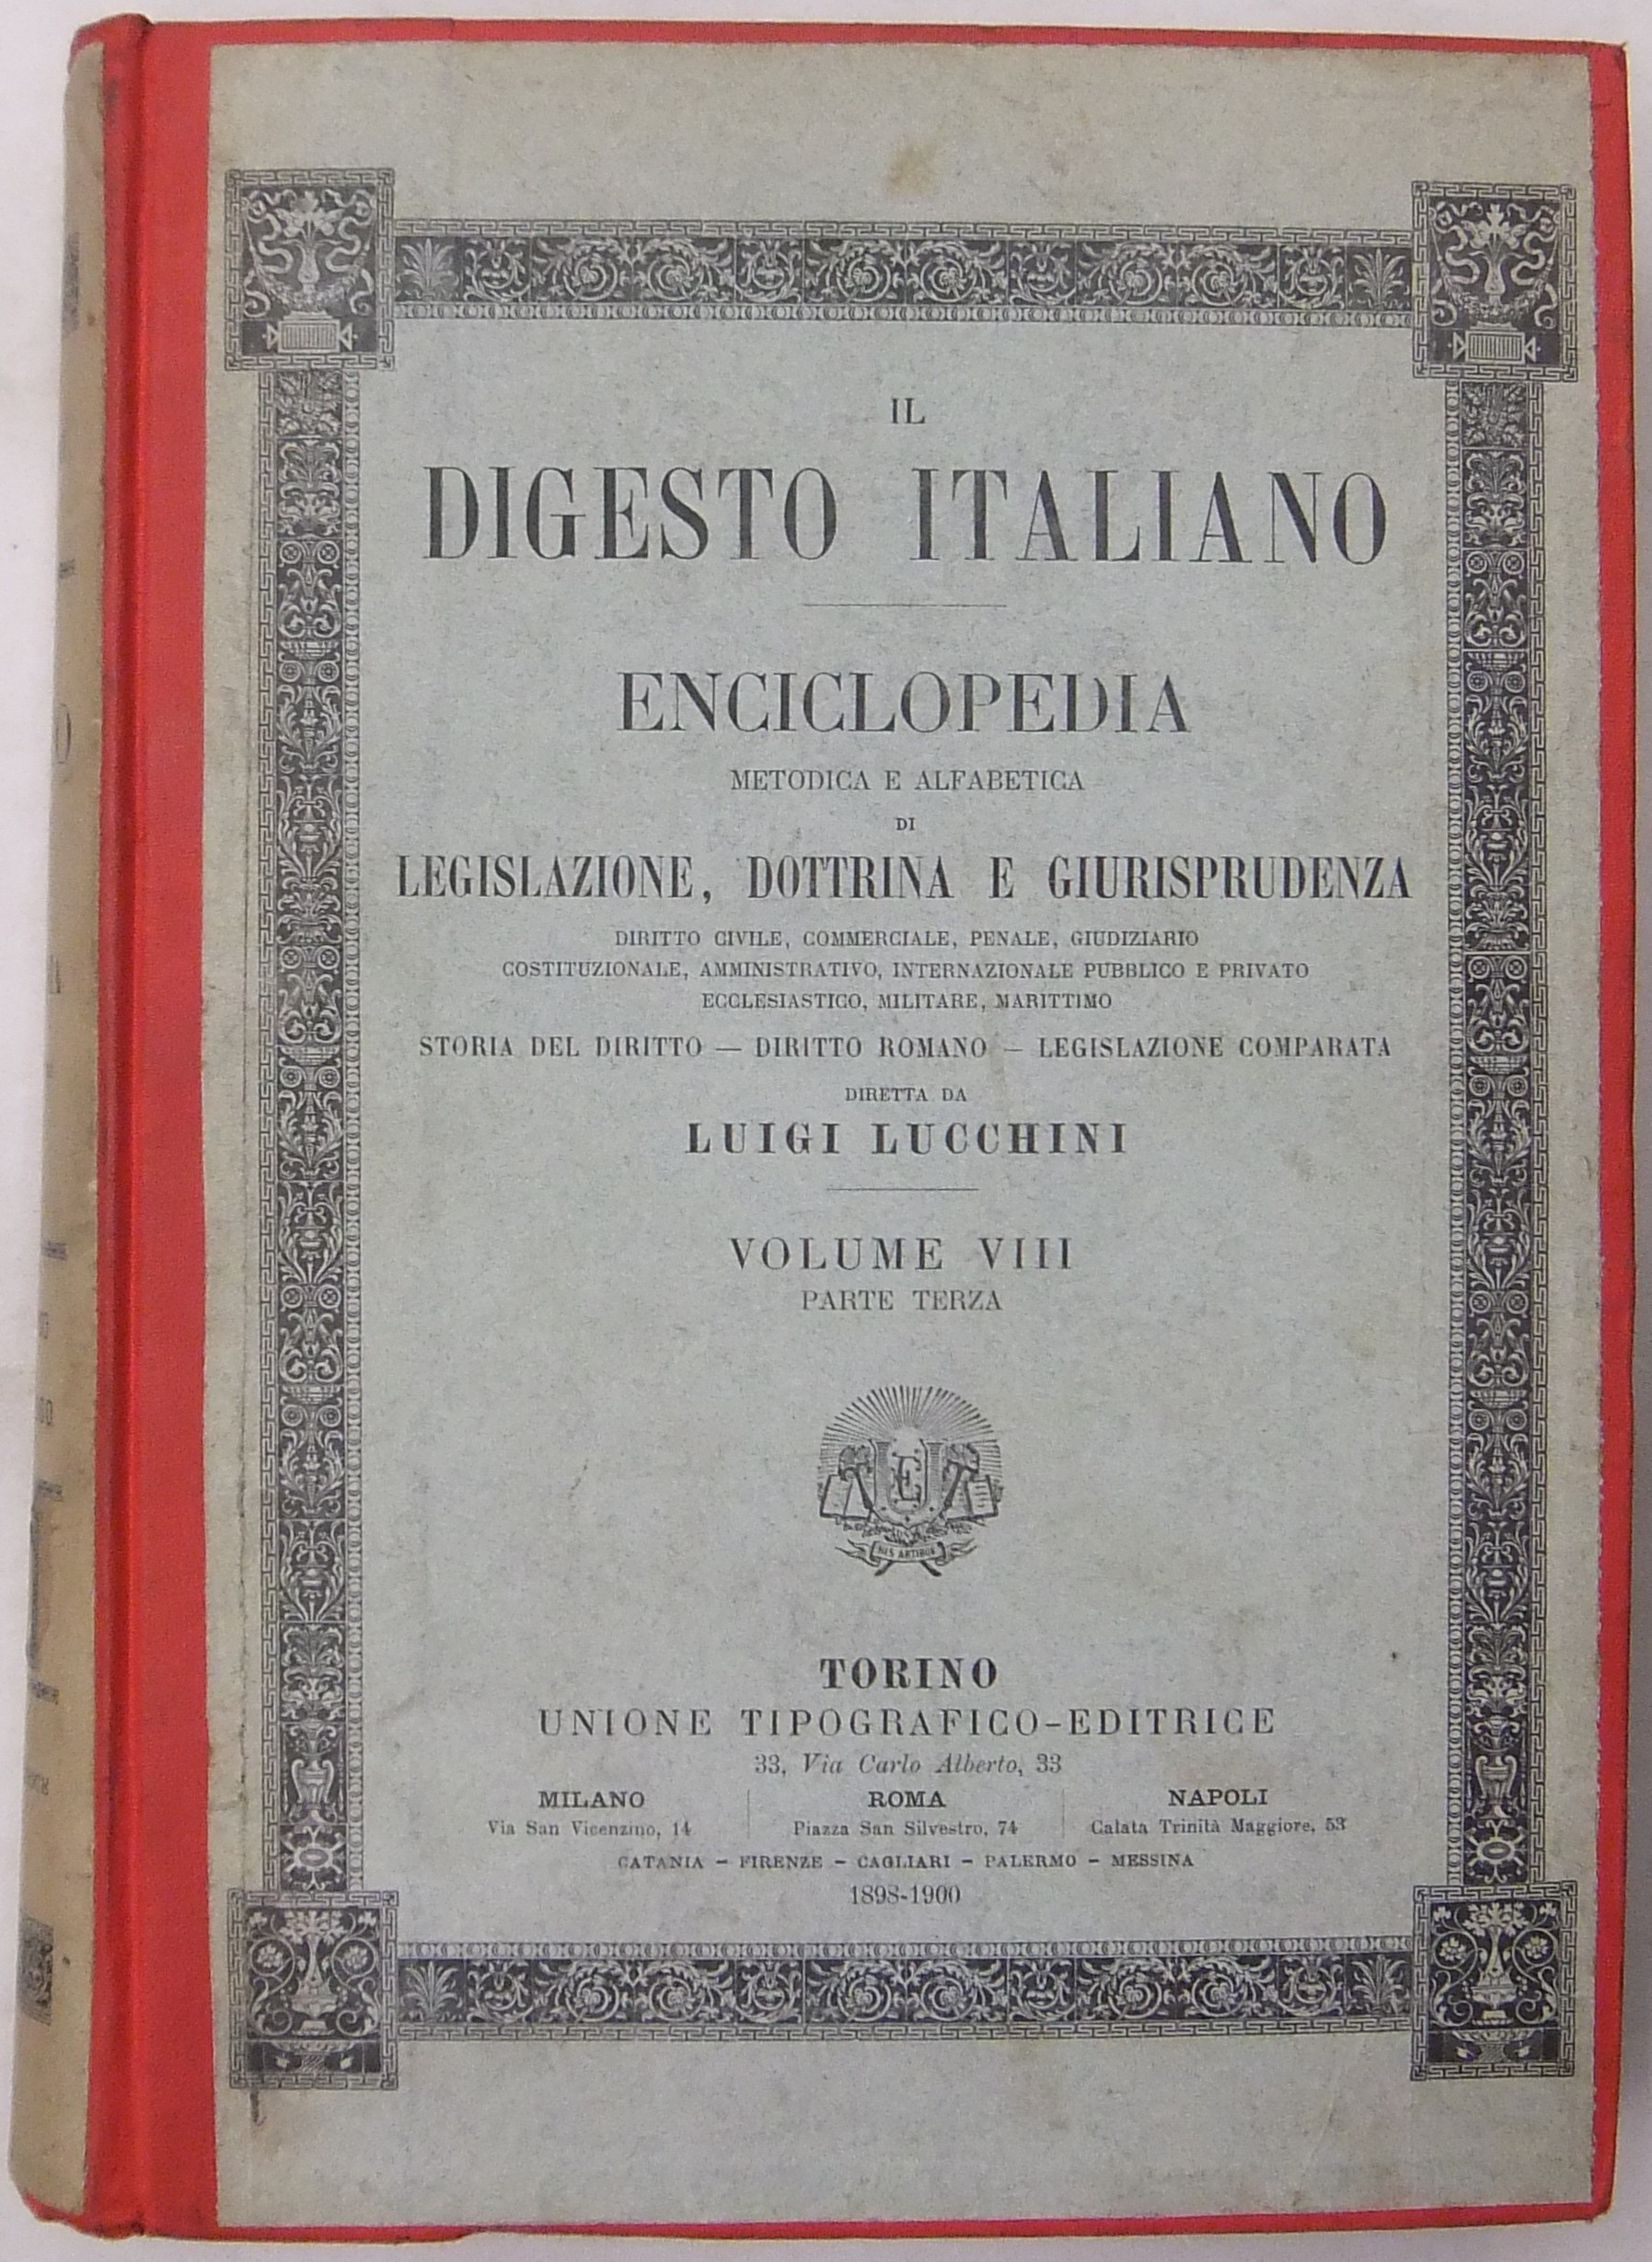 IL
DIGESTO ITALIANO
ENCICLOPEDIA
METODICA E ALFABETICA
DI
LEGISLAZIONE, DOTTRINA E GIURISPRUDENZA
DIRITTO CIVILE, COMMERCIALE, PENALE, GIUDIZIARIO
COSTITUZIONALE, AMMINISTRATIVO, INTERNAZIONALE PUBBLICO E PRIVATO
ECCLESIASTICO, MILITARE, MARITTIMO
STORIA DEL DIRITTO — DIRITTO ROMANO — LEGISLAZIONE COMPARATA
DIRETTA DA
LUIGI LUCCHINI
VOLUME VIII
PARTE TERZA
HIS ARTIBUS
TORINO
UNIONE TIPOGRAFICO-EDITRICE
33, Via Carlo Alberto, 33
MILANO ROMA NAPOLI
Via San Vicenzino, 14 Piazza San Silvestro, 74 Calata Trinità Maggiore, 53
CATANIA - FIRENZE - CAGLIARI - PALERMO - MESSINA
1898-1900